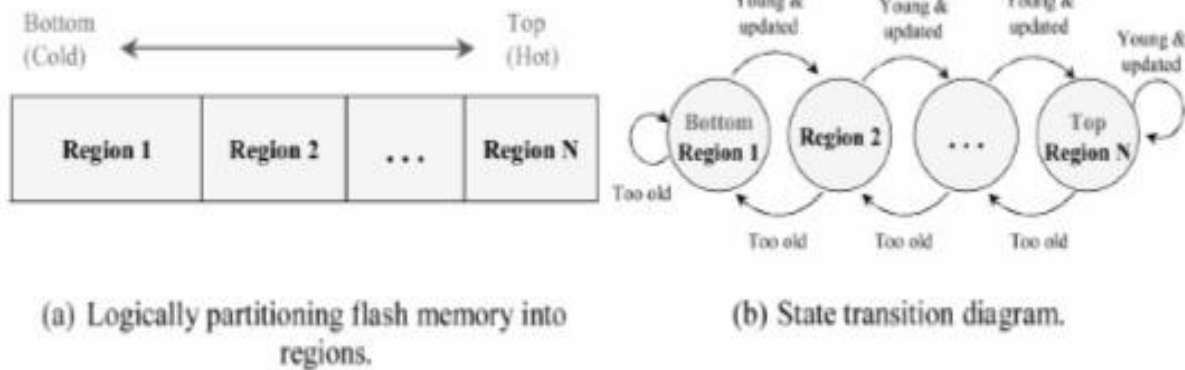 Bottom
(Cold)
Top
(Hot)
Region 1
Region 2
...
Region N
(a) Logically partitioning flash memory into
regions.
Young &
updated
Young &
updated
Young &
updated
Young &
updated
Bottom
Region 1
Region 2
...
Top
Region N
Too old
Too old
Too old
Too old
(b) State transition diagram.